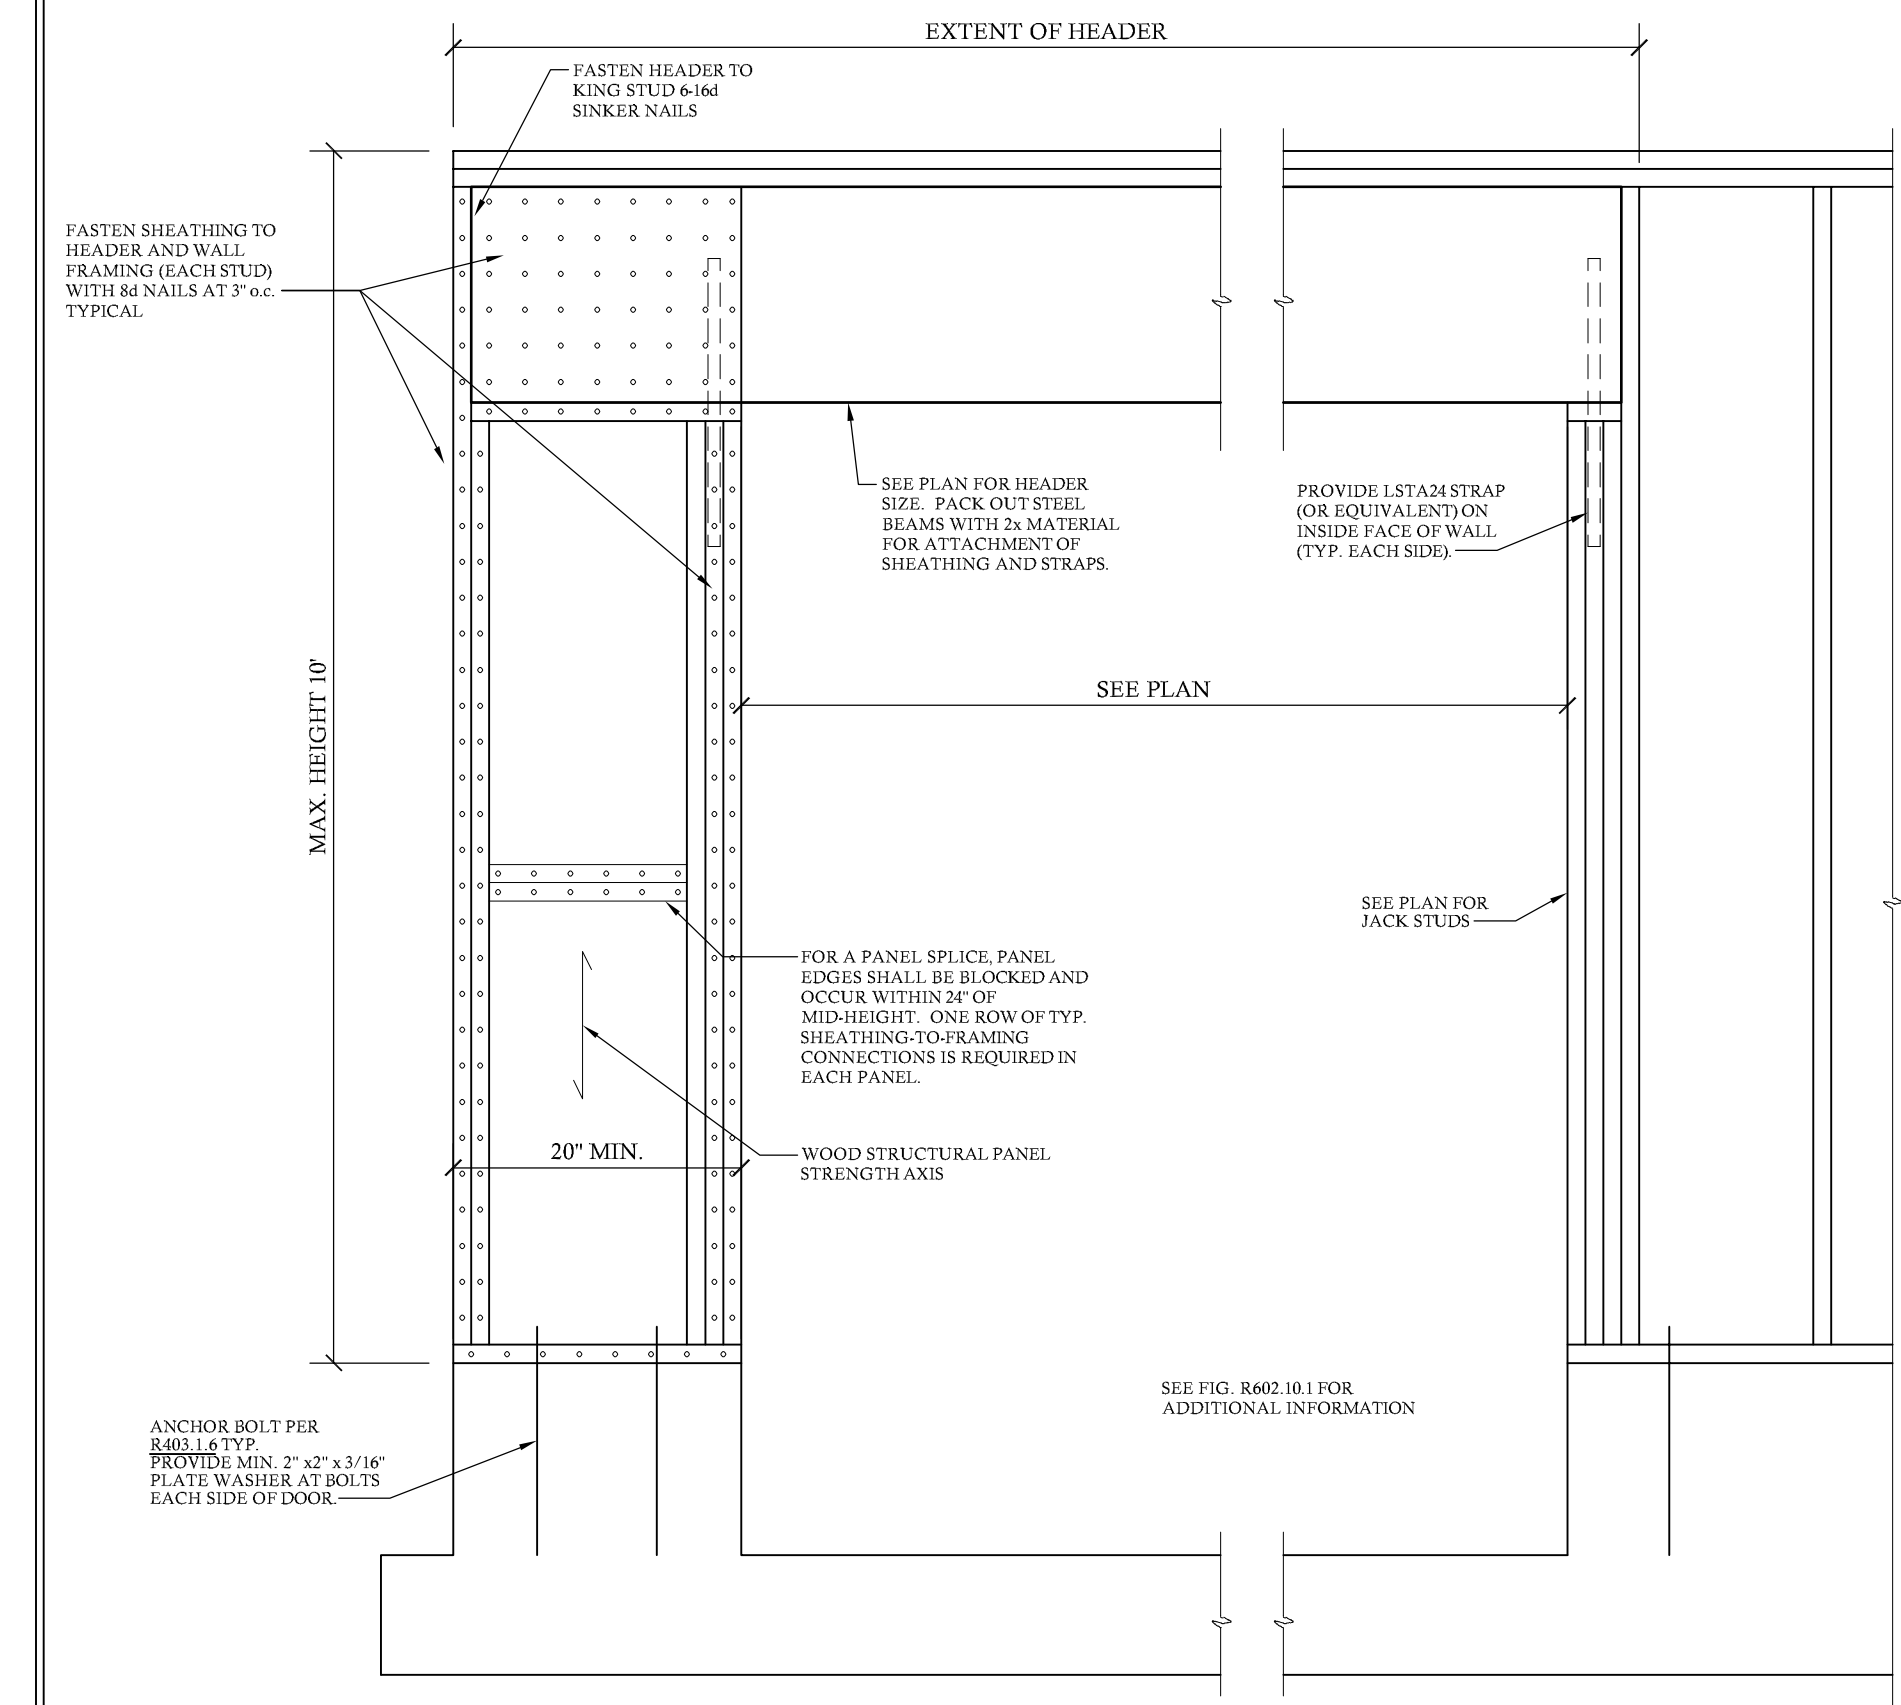 EXTENT OF HEADER
FASTEN HEADER TO
KING STUD 6-16d
SINKER NAILS
FASTEN SHEATHING TO
HEADER AND WALL
FRAMING (EACH STUD)
WITH 8d NAILS AT 3" o.c.
TYPICAL
SEE PLAN FOR HEADER
SIZE. PACK OUT STEEL
BEAMS WITH 2x MATERIAL
FOR ATTACHMENT OF
SHEATHING AND STRAPS.
PROVIDE LSTA24 STRAP
(OR EQUIVALENT) ON
INSIDE FACE OF WALL
(TYP. EACH SIDE).
MAX. HEIGHT 10'
SEE PLAN
SEE PLAN FOR
JACK STUDS
FOR A PANEL SPLICE, PANEL
EDGES SHALL BE BLOCKED AND
OCCUR WITHIN 24" OF
MID-HEIGHT. ONE ROW OF TYP.
SHEATHING-TO-FRAMING
CONNECTIONS IS REQUIRED IN
EACH PANEL.
20" MIN.
WOOD STRUCTURAL PANEL
STRENGTH AXIS
SEE FIG. R602.10.1 FOR
ADDITIONAL INFORMATION
ANCHOR BOLT PER
R403.1.6 TYP.
PROVIDE MIN. 2" x2" x 3/16"
PLATE WASHER AT BOLTS
EACH SIDE OF DOOR.